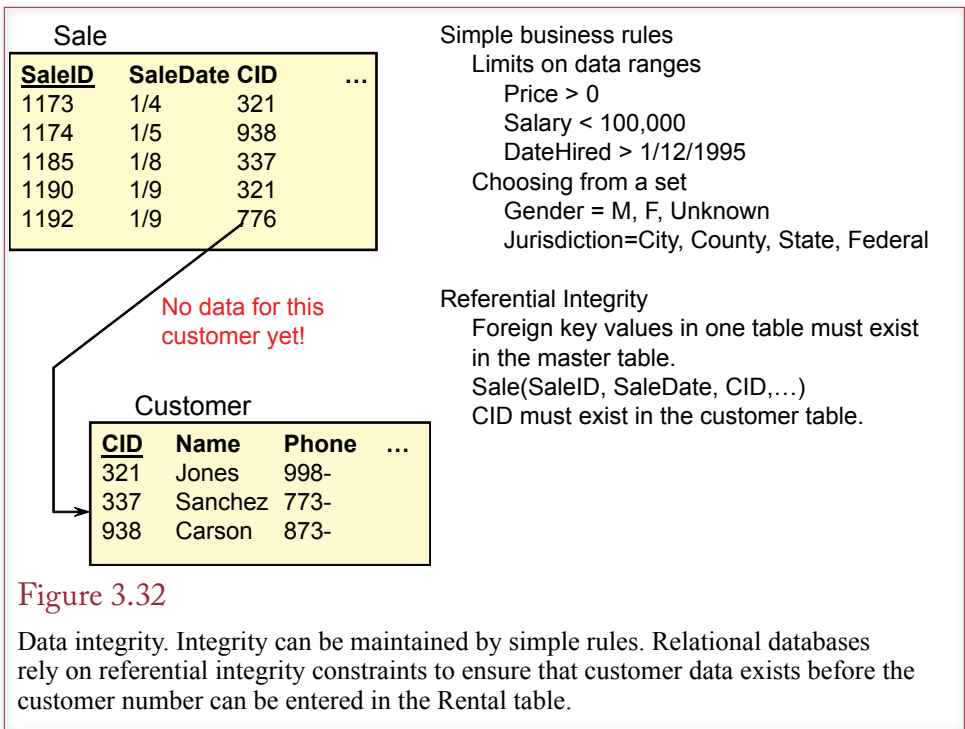 Sale
SaleID SaleDate CID …
1173 1/4 321
1174 1/5 938
1185 1/8 337
1190 1/9 321
1192 1/9 776
No data for this
customer yet!
Customer
CID Name Phone …
321 Jones 998-
337 Sanchez 773-
938 Carson 873-
Simple business rules
Limits on data ranges
Price > 0
Salary < 100,000
DateHired > 1/12/1995
Choosing from a set
Gender = M, F, Unknown
Jurisdiction=City, County, State, Federal
Referential Integrity
Foreign key values in one table must exist
in the master table.
Sale(SaleID, SaleDate, CID,…)
CID must exist in the customer table.
Figure 3.32
Data integrity. Integrity can be maintained by simple rules. Relational databases
rely on referential integrity constraints to ensure that customer data exists before the
customer number can be entered in the Rental table.